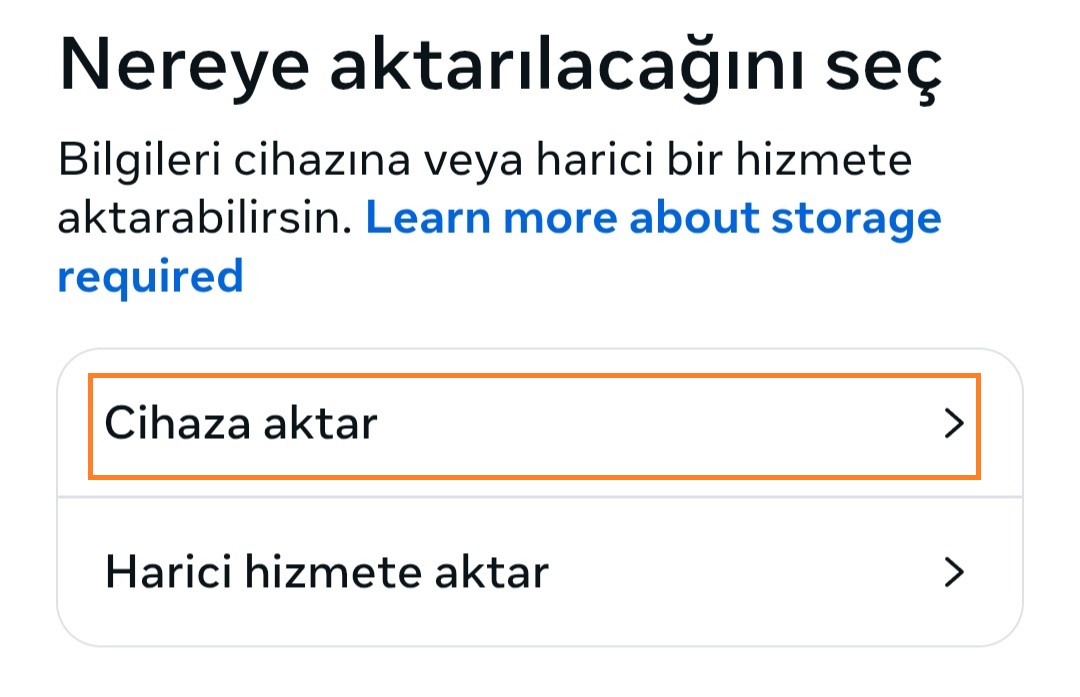 Nereye aktarılacağını seç
Bilgileri cihazına veya harici bir hizmete
aktarabilirsin. Learn more about storage
required
Cihaza aktar
Harici hizmete aktar